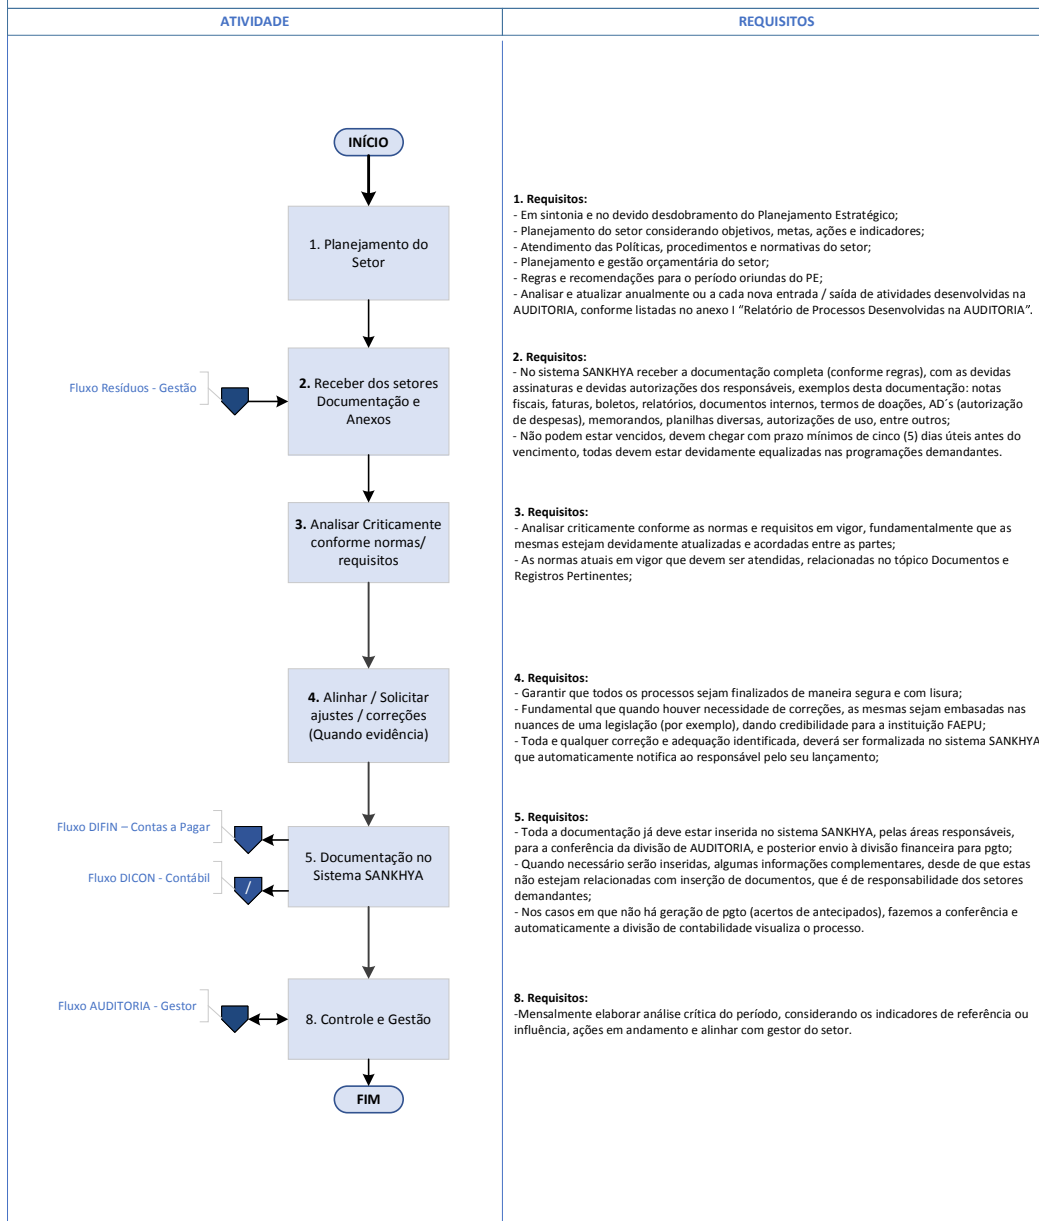 ATIVIDADE
REQUISITOS
INÍCIO
1. Planejamento do
Setor
1. Requisitos:
- Em sintonia e no devido desdobramento do Planejamento Estratégico;
- Planejamento do setor considerando objetivos, metas, ações e indicadores;
- Atendimento das Políticas, procedimentos e normativas do setor;
- Planejamento e gestão orçamentária do setor;
- Regras e recomendações para o período oriundas do PE;
- Analisar e atualizar anualmente ou a cada nova entrada / saída de atividades desenvolvidas na
AUDITORIA, conforme listadas no anexo I “Relatório de Processos Desenvolvidas na AUDITORIA”.
Fluxo Resíduos - Gestão
2. Receber dos setores
Documentação e
Anexos
2. Requisitos:
- No sistema SANKHYA receber a documentação completa (conforme regras), com as devidas
assinaturas e devidas autorizações dos responsáveis, exemplos desta documentação: notas
fiscais, faturas, boletos, relatórios, documentos internos, termos de doações, AD´s (autorização
de despesas), memorandos, planilhas diversas, autorizações de uso, entre outros;
- Não podem estar vencidos, devem chegar com prazo mínimos de cinco (5) dias úteis antes do
vencimento, todas devem estar devidamente equalizadas nas programações demandantes.
3. Analisar Criticamente
conforme normas/
requisitos
3. Requisitos:
- Analisar criticamente conforme as normas e requisitos em vigor, fundamentalmente que as
mesmas estejam devidamente atualizadas e acordadas entre as partes;
- As normas atuais em vigor que devem ser atendidas, relacionadas no tópico Documentos e
Registros Pertinentes;
4. Alinhar / Solicitar
ajustes / correções
(Quando evidência)
4. Requisitos:
- Garantir que todos os processos sejam finalizados de maneira segura e com lisura;
- Fundamental que quando houver necessidade de correções, as mesmas sejam embasadas nas
nuances de uma legislação (por exemplo), dando credibilidade para a instituição FAEPU;
- Toda e qualquer correção e adequação identificada, deverá ser formalizada no sistema SANKHYA
que automaticamente notifica ao responsável pelo seu lançamento;
Fluxo DIFIN – Contas a Pagar
Fluxo DICON - Contábil
/
5. Documentação no
Sistema SANKHYA
5. Requisitos:
- Toda a documentação já deve estar inserida no sistema SANKHYA, pelas áreas responsáveis,
para a conferência da divisão de AUDITORIA, e posterior envio à divisão financeira para pgto;
- Quando necessário serão inseridas, algumas informações complementares, desde de que estas
não estejam relacionadas com inserção de documentos, que é de responsabilidade dos setores
demandantes;
- Nos casos em que não há geração de pgto (acertos de antecipados), fazemos a conferência e
automaticamente a divisão de contabilidade visualiza o processo.
Fluxo AUDITORIA - Gestor
8. Controle e Gestão
8. Requisitos:
-Mensalmente elaborar análise crítica do período, considerando os indicadores de referência ou
influência, ações em andamento e alinhar com gestor do setor.
FIM